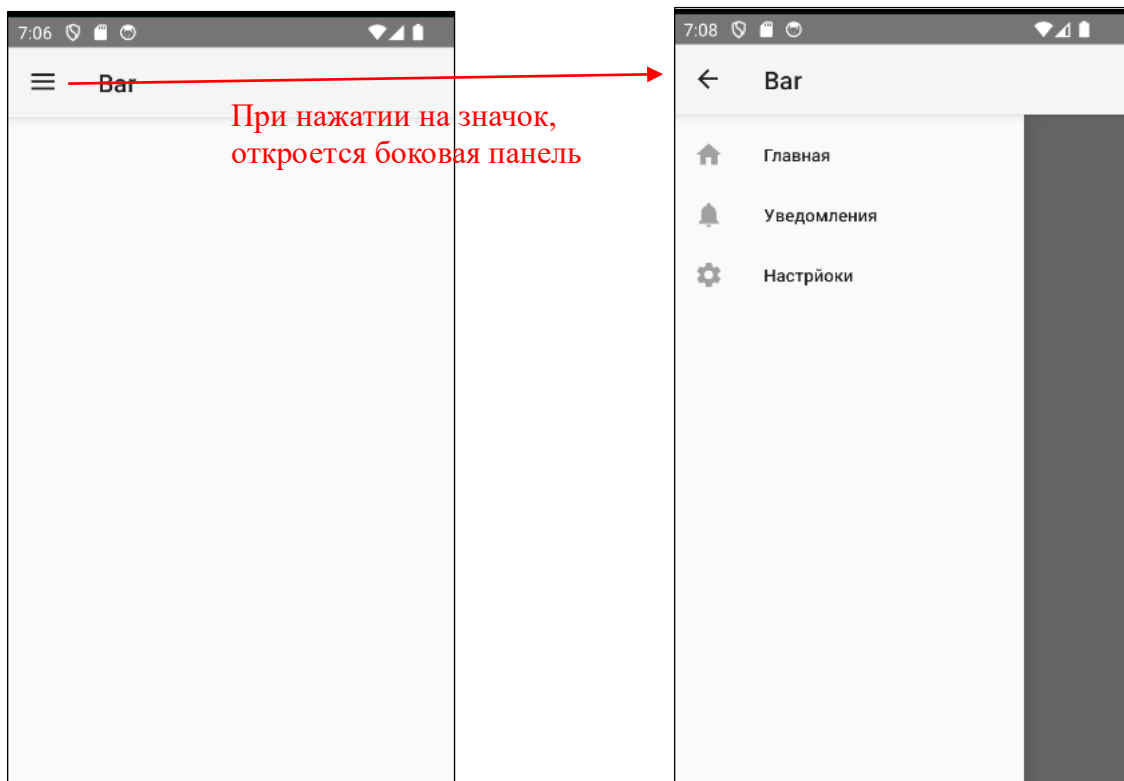 7:06
Bar
При нажатии на значок,
откроется боковая панель
7:08
Bar
Главная
Уведомления
Настрйоки